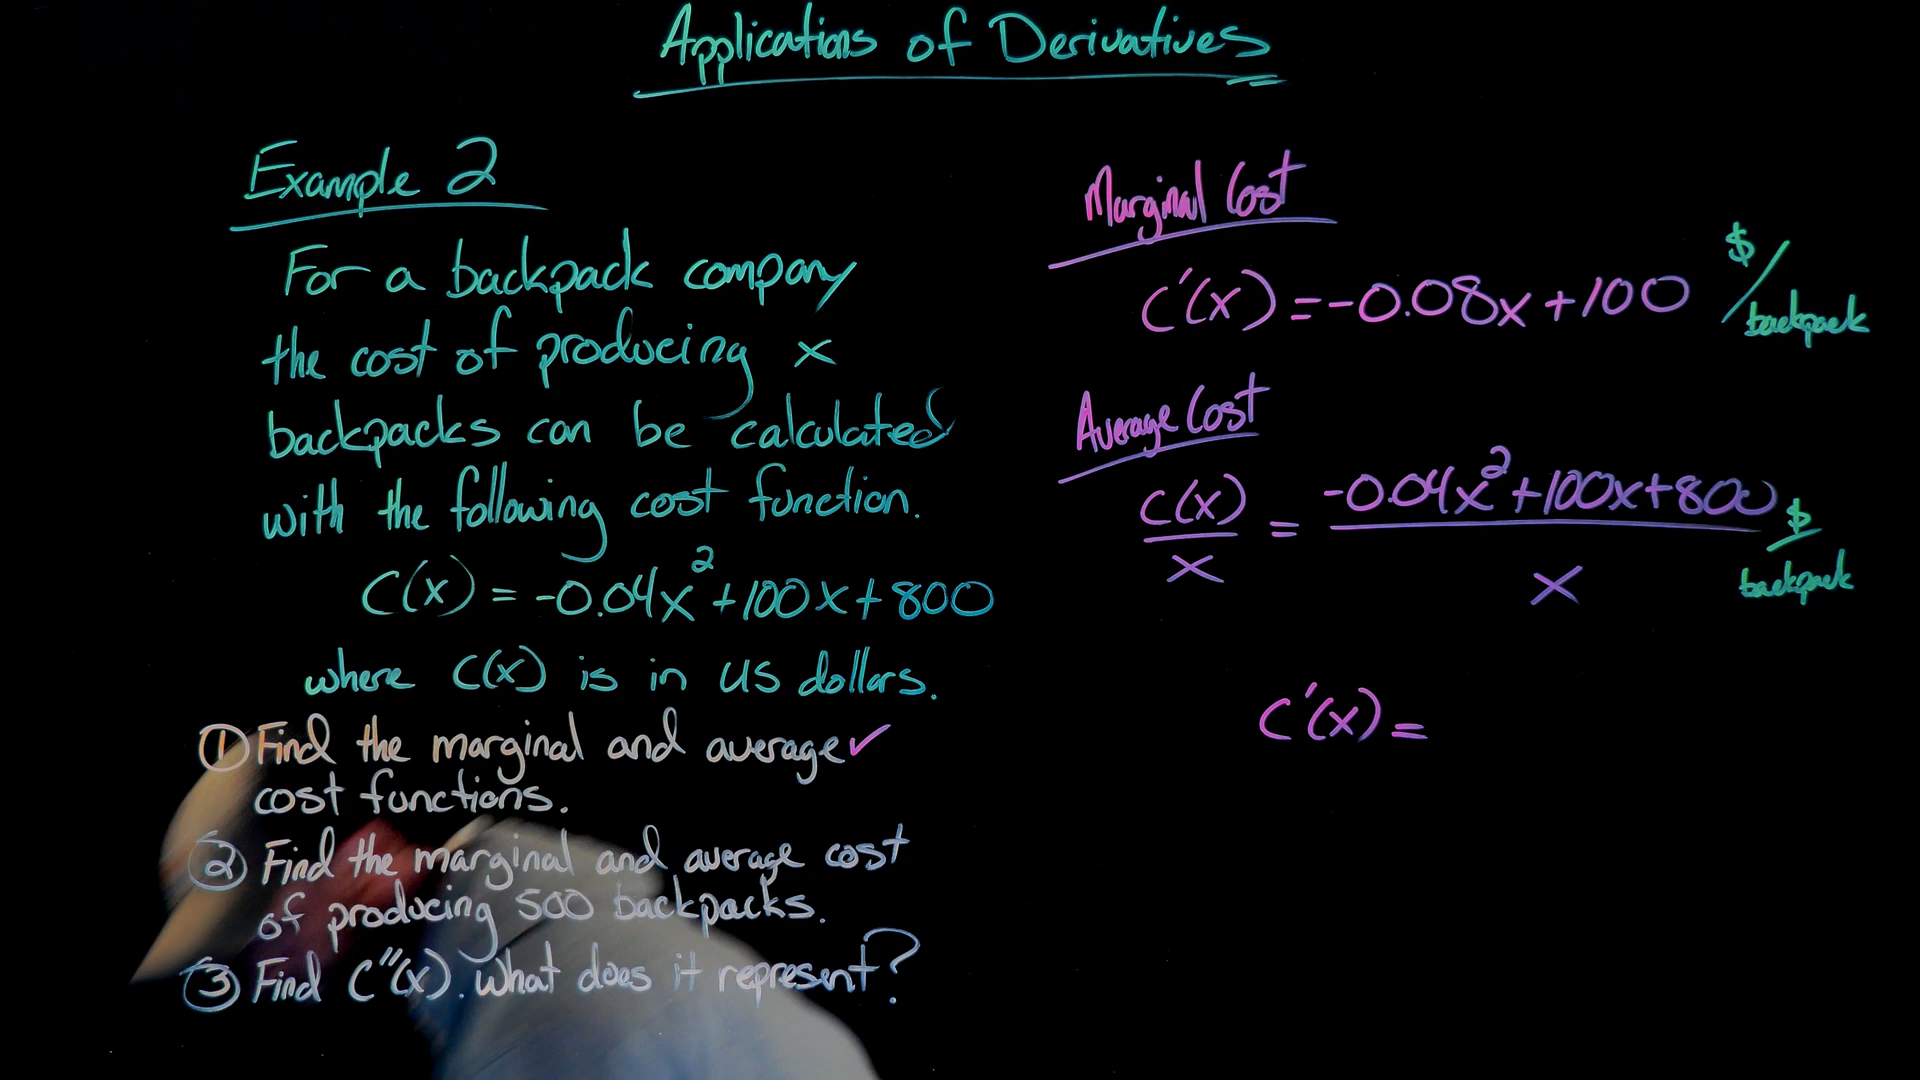 Applications of Derivatives
Example 2
For a backpack company
the cost of producing x
backpacks can be calculated
with the following cost function.
C(x) = -0.04x² +100x+800
where C(x) is in US dollars.
① Find the marginal and average ✓
cost functions.
② Find the marginal and average cost
of producing 500 backpacks.
③ Find C″(x). What does it represent?
Marginal Cost
C′(x) = -0.08x+100 $/backpack
Average Cost
C(x)/x = (-0.04x²+100x+800)/x $/backpack
C′(x) =